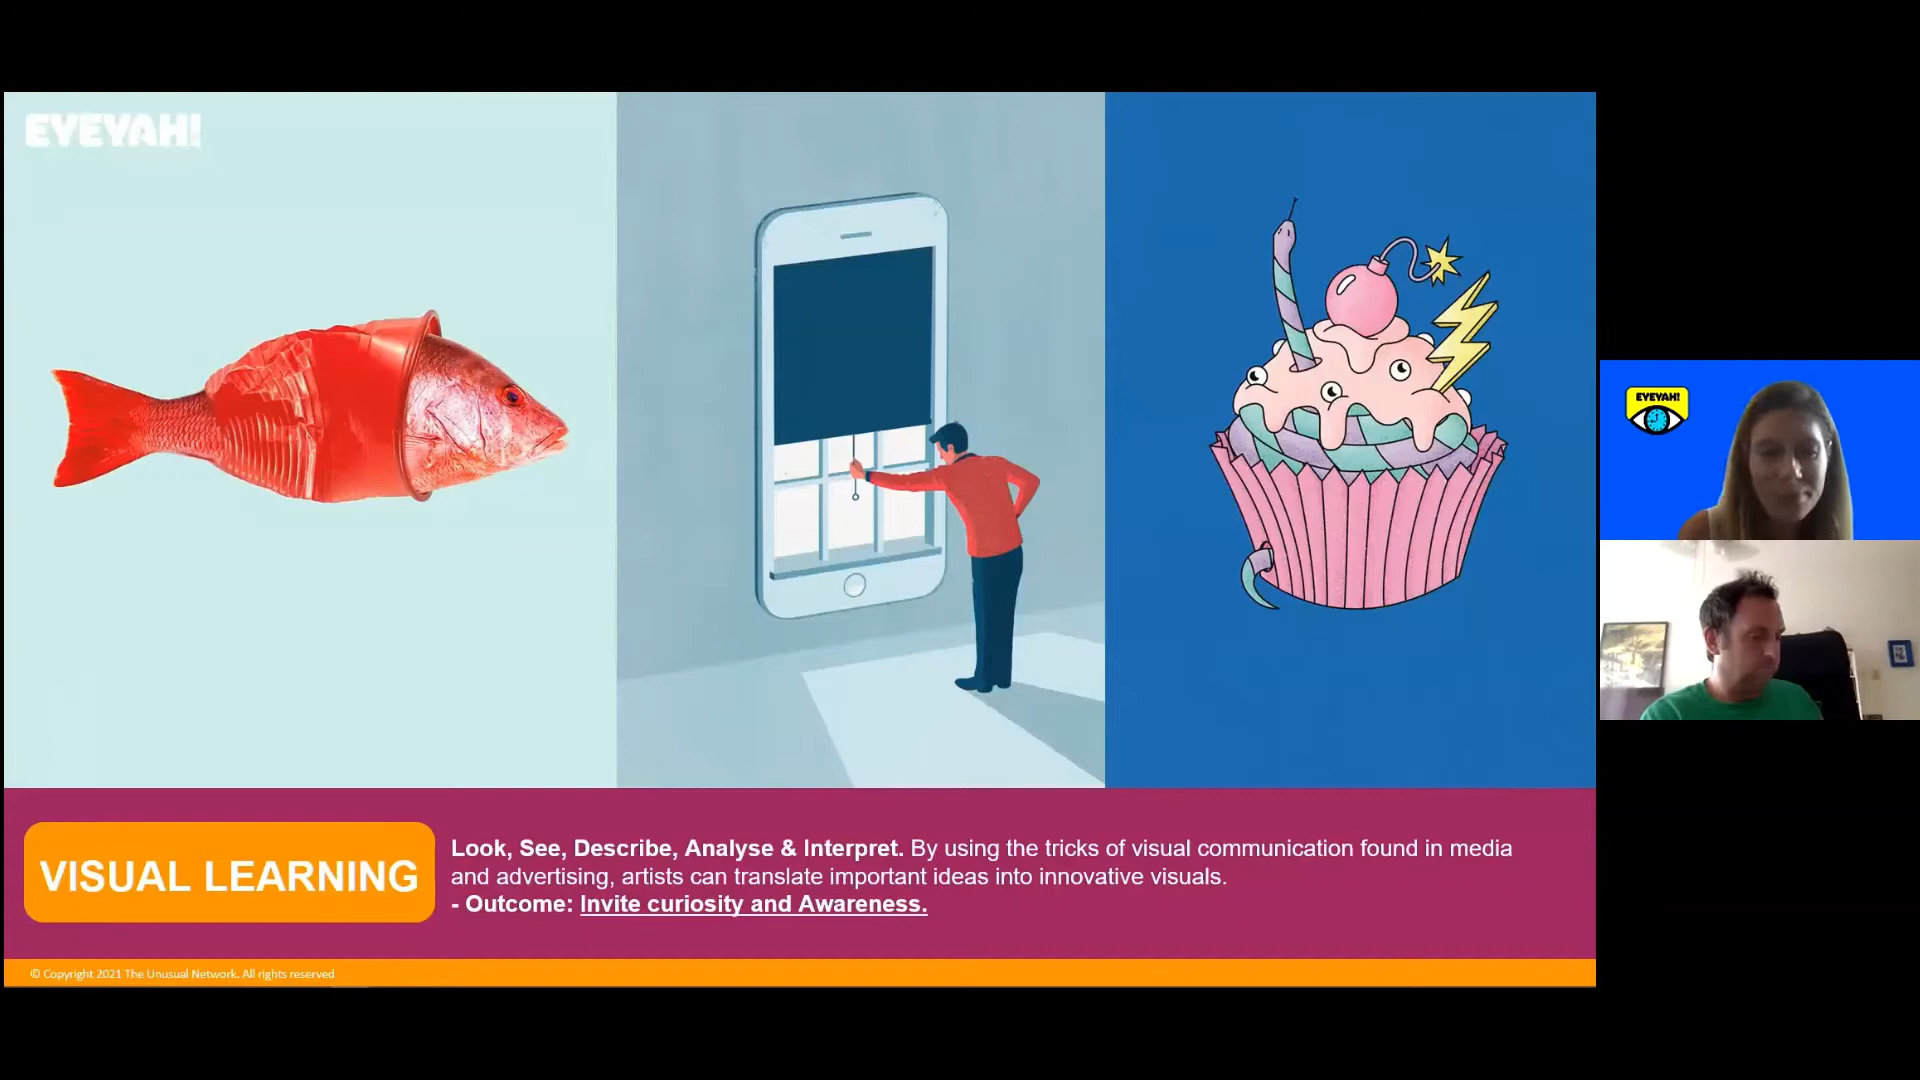 EYEYAH!
EYEYAH!
VISUAL LEARNING
Look, See, Describe, Analyse & Interpret. By using the tricks of visual communication found in media
and advertising, artists can translate important ideas into innovative visuals.
- Outcome: Invite curiosity and Awareness.
© Copyright 2021 The Unusual Network. All rights reserved